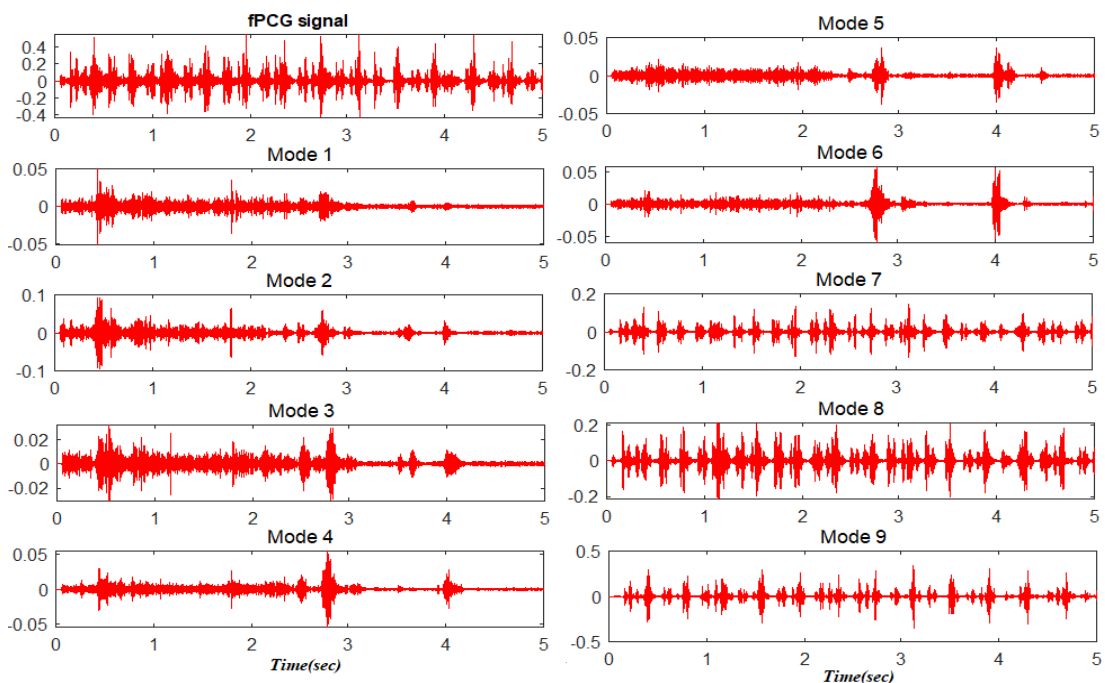 fPCG signal
0.4
0.2
0
-0.2
-0.4
0 1 2 3 4 5
Mode 1
0.05
0
-0.05
0 1 2 3 4 5
Mode 2
0.1
0
-0.1
0 1 2 3 4 5
Mode 3
0.02
0
-0.02
0 1 2 3 4 5
Mode 4
0.05
0
-0.05
0 1 2 3 4 5
Time(sec)
Mode 5
0.05
0
-0.05
0 1 2 3 4 5
Mode 6
0.05
0
-0.05
0 1 2 3 4 5
Mode 7
0.2
0
-0.2
0 1 2 3 4 5
Mode 8
0.2
0
-0.2
0 1 2 3 4 5
Mode 9
0.5
0
-0.5
0 1 2 3 4 5
Time(sec)